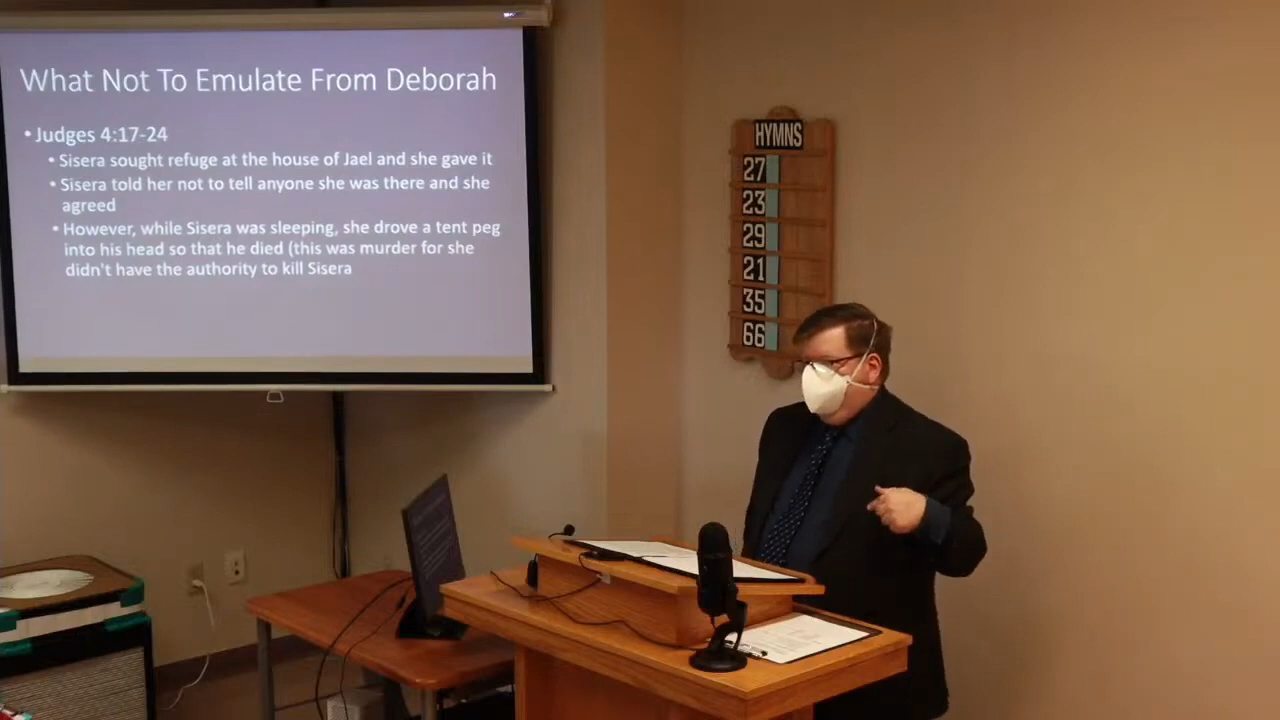 What Not To Emulate From Deborah
• Judges 4:17-24
• Sisera sought refuge at the house of Jael and she gave it
• Sisera told her not to tell anyone she was there and she
agreed
• However, while Sisera was sleeping, she drove a tent peg
into his head so that he died (this was murder for she
didn't have the authority to kill Sisera
HYMNS
27
23
29
21
35
66